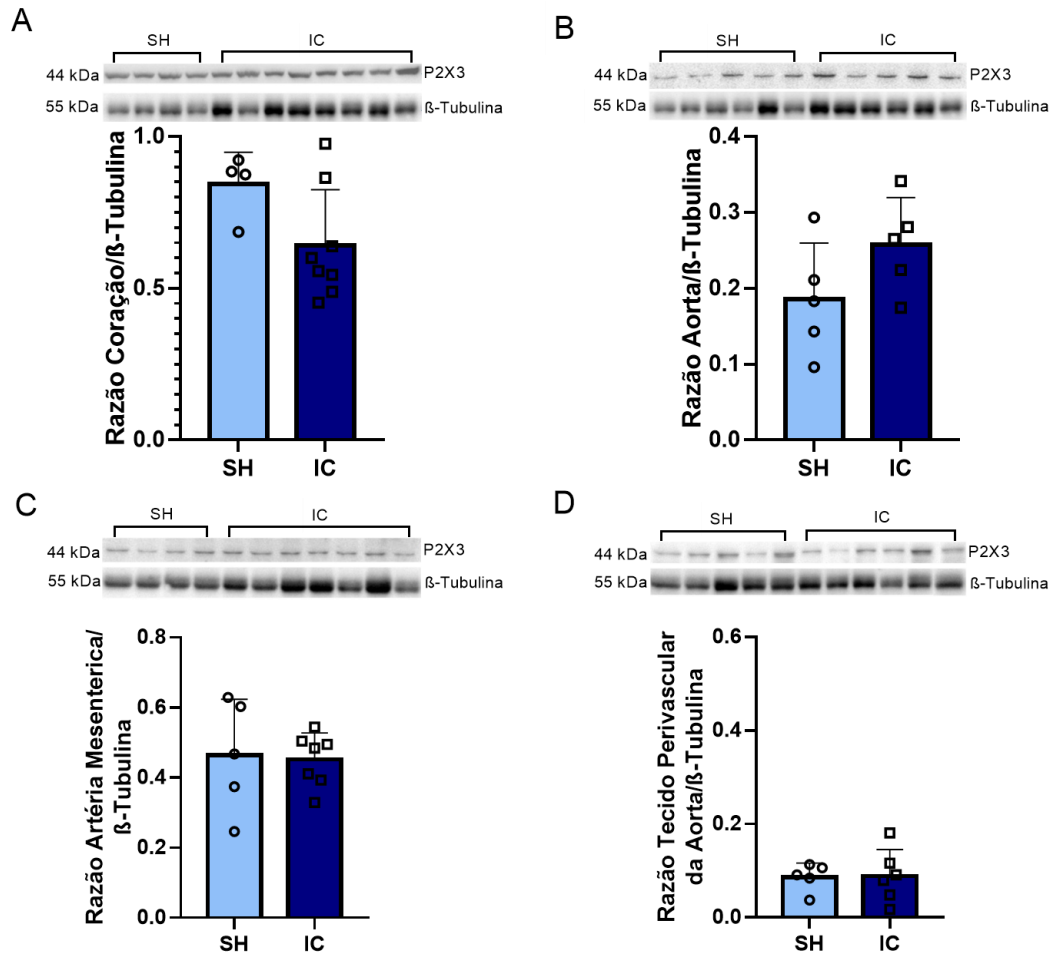 A
SH IC
44 kDa P2X3
55 kDa ß-Tubulina
Razão Coração/ß-Tubulina
1.0
0.5
0.0
SH IC
B
SH IC
44 kDa P2X3
55 kDa ß-Tubulina
Razão Aorta/ß-Tubulina
0.4
0.3
0.2
0.1
0.0
SH IC
C
SH IC
44 kDa P2X3
55 kDa ß-Tubulina
Razão Artéria Mesenterica/
ß-Tubulina
0.8
0.6
0.4
0.2
0.0
SH IC
D
SH IC
44 kDa P2X3
55 kDa ß-Tubulina
Razão Tecido Perivascular
da Aorta/ß-Tubulina
0.6
0.4
0.2
0.0
SH IC